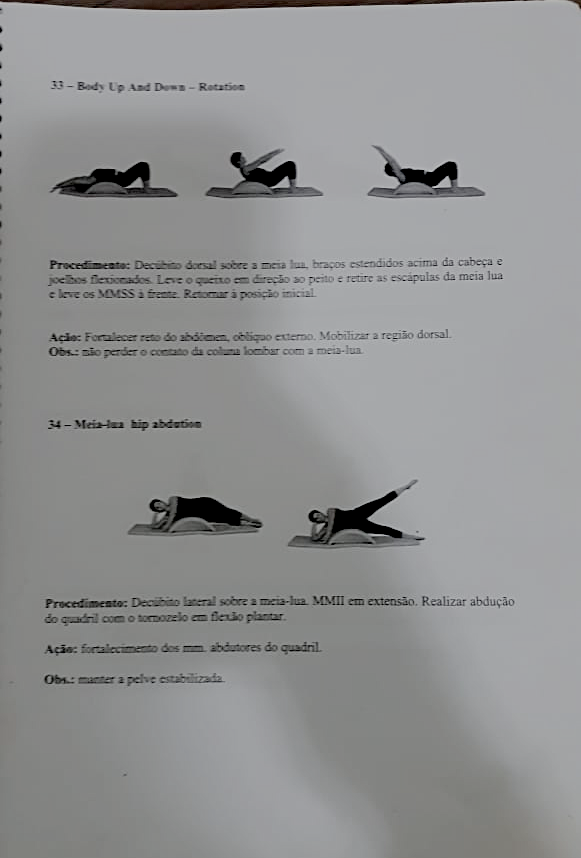 33 – Body Up And Down – Rotation
Procedimento: Decúbito dorsal sobre a meia lua, braços estendidos acima da cabeça e
joelhos flexionados. Leve o queixo em direção ao peito e retire as escápulas da meia lua
e leve os MMSS à frente. Retornar à posição inicial.
Ação: Fortalecer reto do abdômen, oblíquo externo. Mobilizar a região dorsal.
Obs.: não perder o contato da coluna lombar com a meia-lua.
34 – Meia-lua hip abdution
Procedimento: Decúbito lateral sobre a meia-lua. MMII em extensão. Realizar abdução
do quadril com o tornozelo em flexão plantar.
Ação: fortalecimento dos mm. abdutores do quadril.
Obs.: manter a pelve estabilizada.